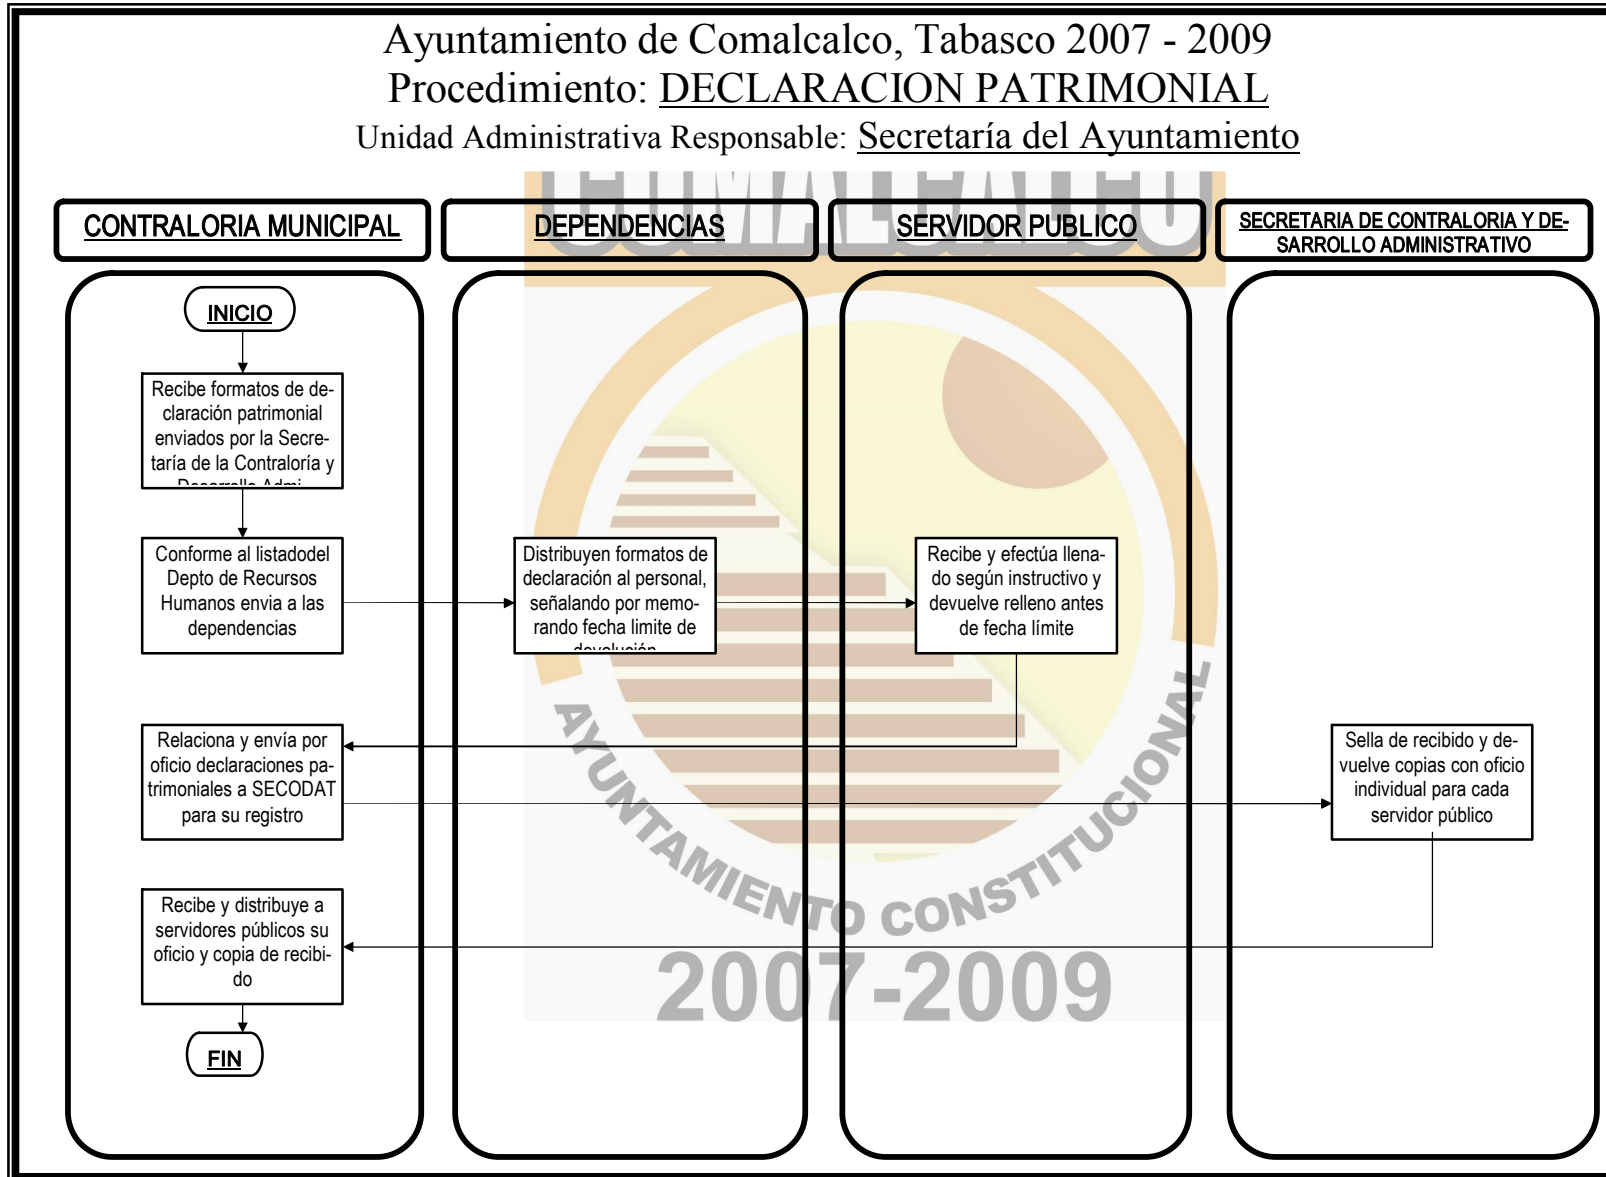 Ayuntamiento de Comalcalco, Tabasco 2007 - 2009
Procedimiento: DECLARACION PATRIMONIAL
Unidad Administrativa Responsable: Secretaría del Ayuntamiento
COMALCALCO
CONTRALORIA MUNICIPAL
DEPENDENCIAS
SERVIDOR PUBLICO
SECRETARIA DE CONTRALORIA Y DE-
SARROLLO ADMINISTRATIVO
INICIO
Recibe formatos de de-
claración patrimonial
enviados por la Secre-
taría de la Contraloría y
Desarrollo Admi-
Conforme al listadodel
Depto de Recursos
Humanos envia a las
dependencias
Distribuyen formatos de
declaración al personal,
señalando por memo-
rando fecha limite de
devolución
Recibe y efectúa llena-
do según instructivo y
devuelve relleno antes
de fecha límite
Relaciona y envía por
oficio declaraciones pa-
trimoniales a SECODAT
para su registro
Sella de recibido y de-
vuelve copias con oficio
individual para cada
servidor público
Recibe y distribuye a
servidores públicos su
oficio y copia de recibi-
do
FIN
AYUNTAMIENTO CONSTITUCIONAL
2007-2009